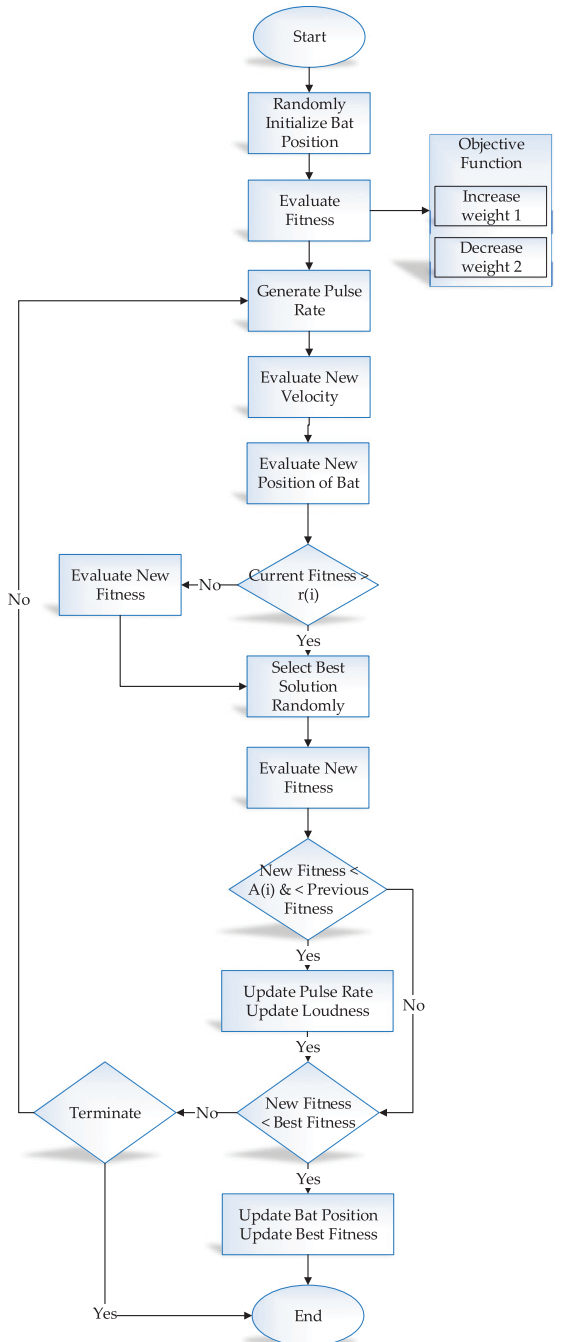 Start
Randomly
Initialize Bat
Position
Objective
Function
Increase
weight 1
Decrease
weight 2
Evaluate
Fitness
Generate Pulse
Rate
Evaluate New
Velocity
Evaluate New
Position of Bat
Current Fitness >
r(i)
No
Evaluate New
Fitness
No
Yes
Select Best
Solution
Randomly
Evaluate New
Fitness
New Fitness <
A(i) & < Previous
Fitness
Yes
No
Update Pulse Rate
Update Loudness
Yes
New Fitness
< Best Fitness
No
Terminate
Yes
Update Bat Position
Update Best Fitness
Yes
End